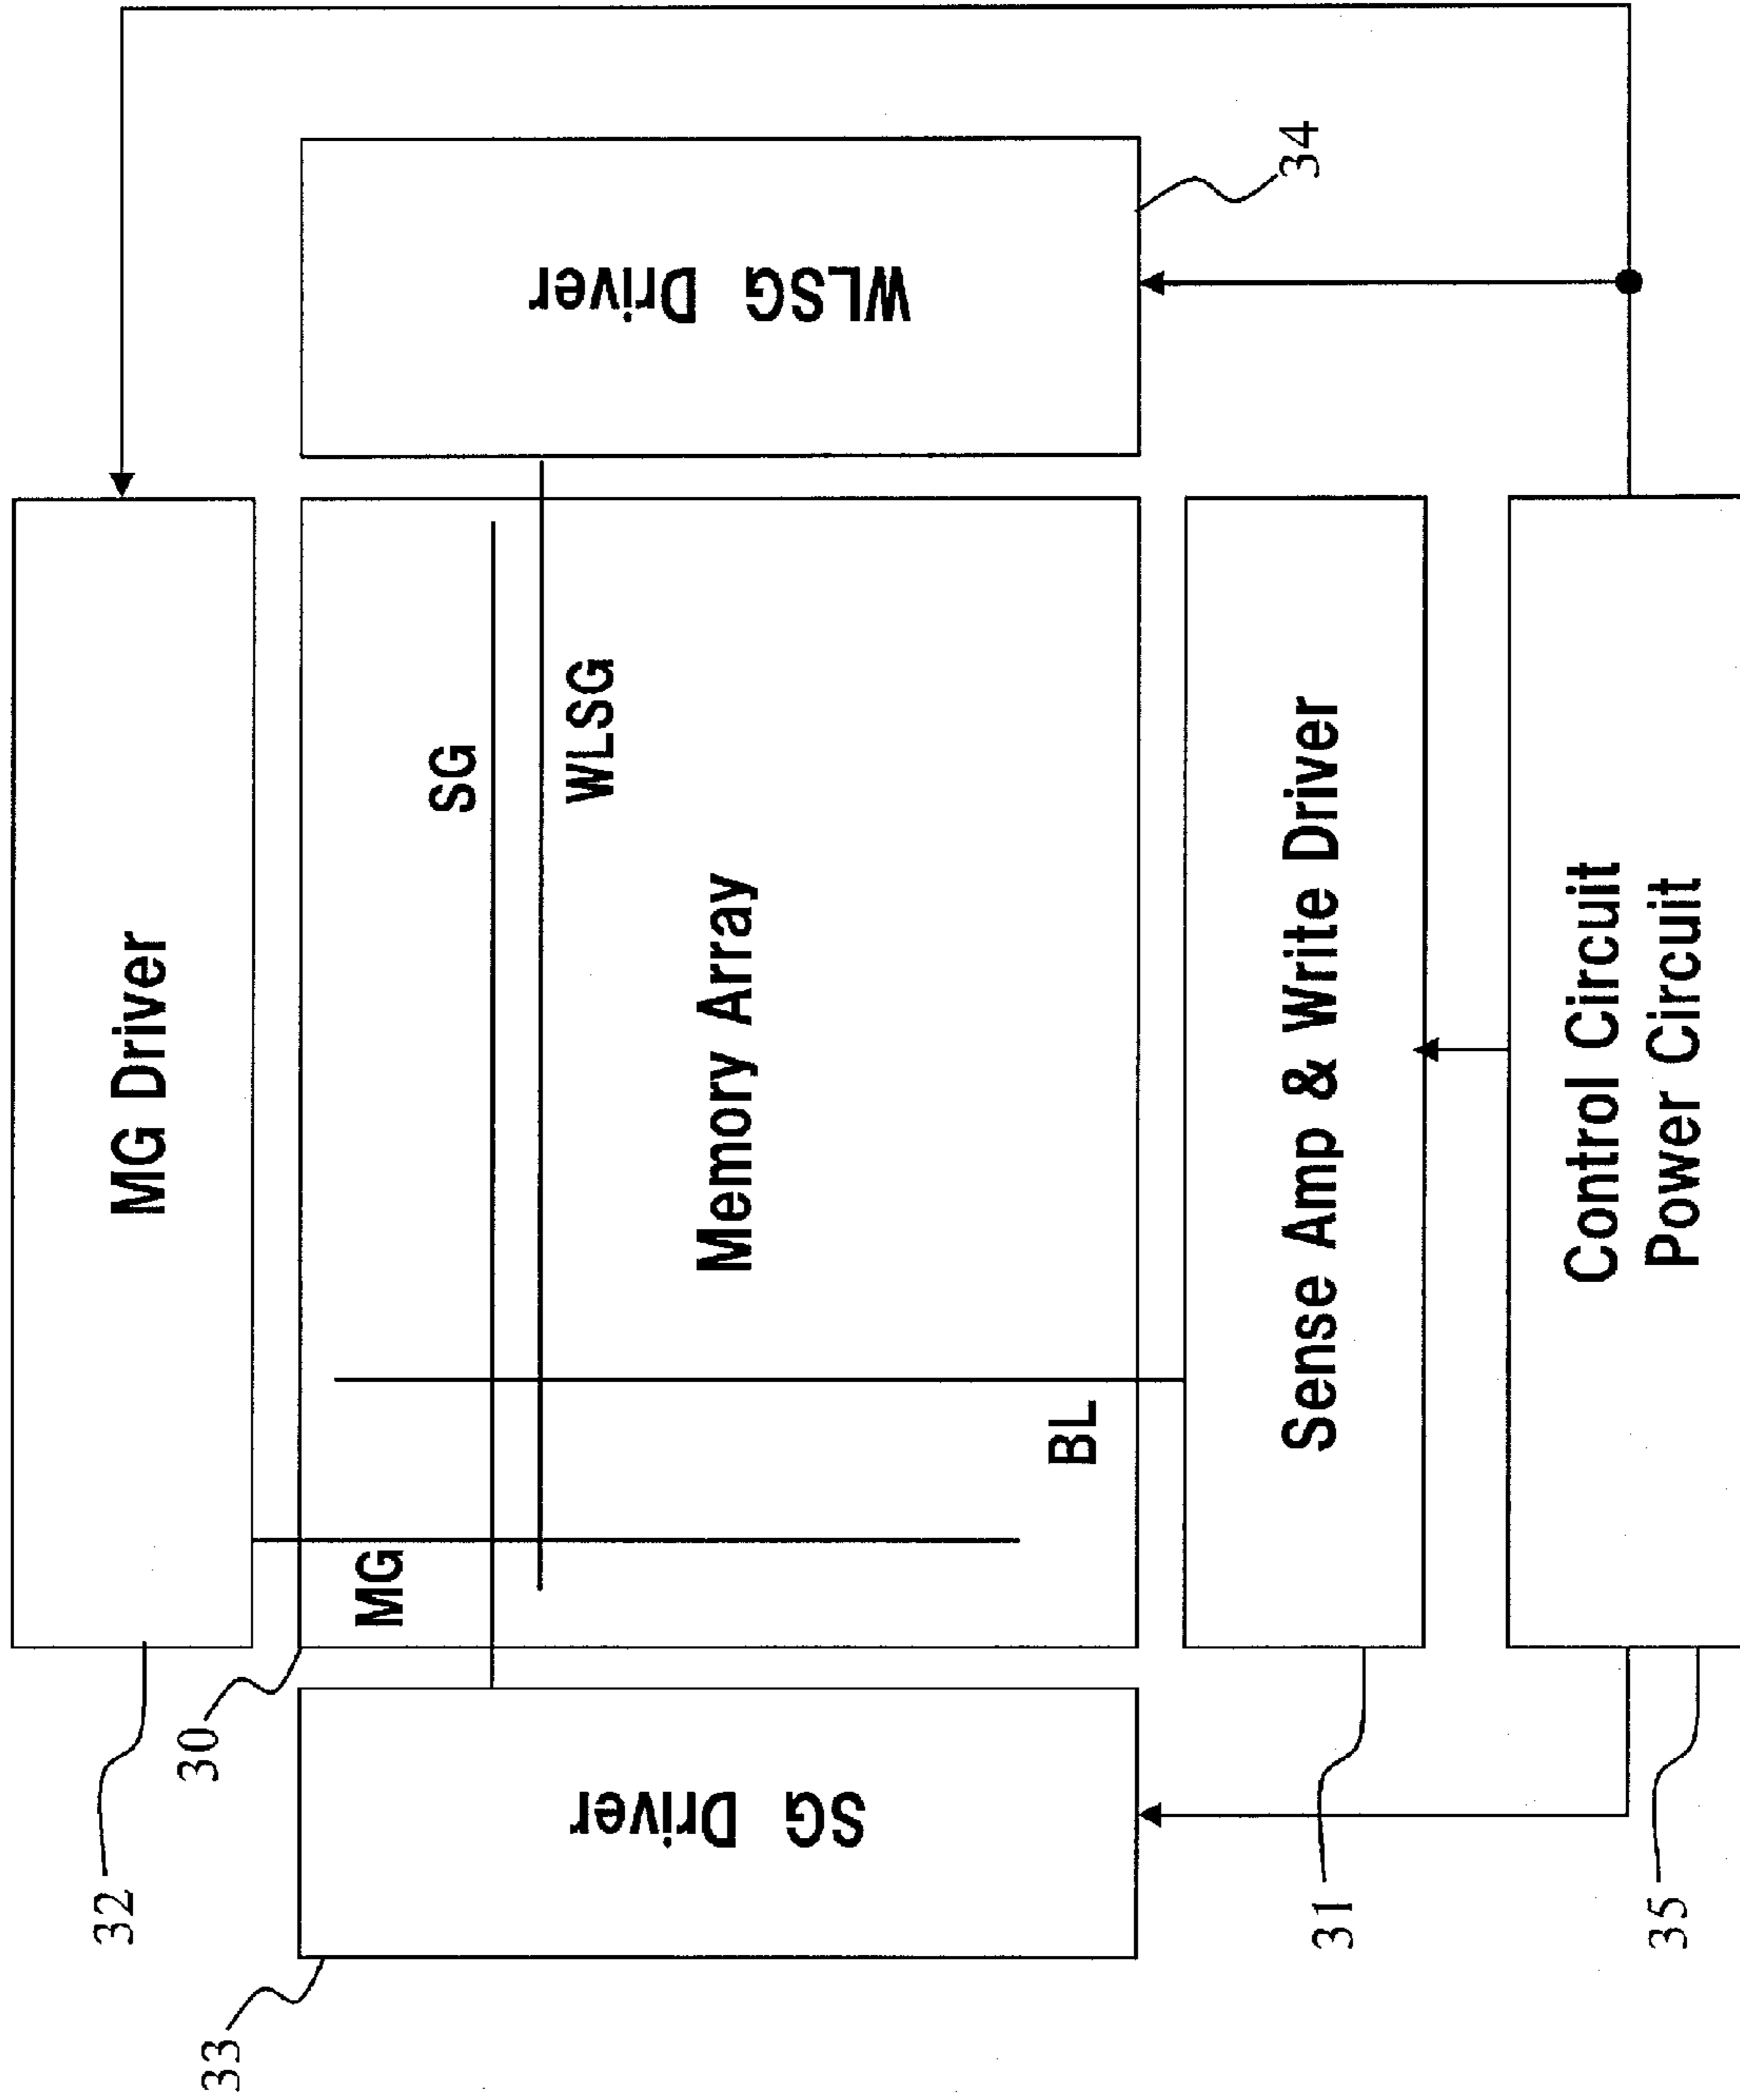 32
MG Driver
30
33
SG Driver
MG
SG
WLSG
Memory Array
BL
WLSG Driver
34
31
Sense Amp & Write Driver
35
Control Circuit
Power Circuit